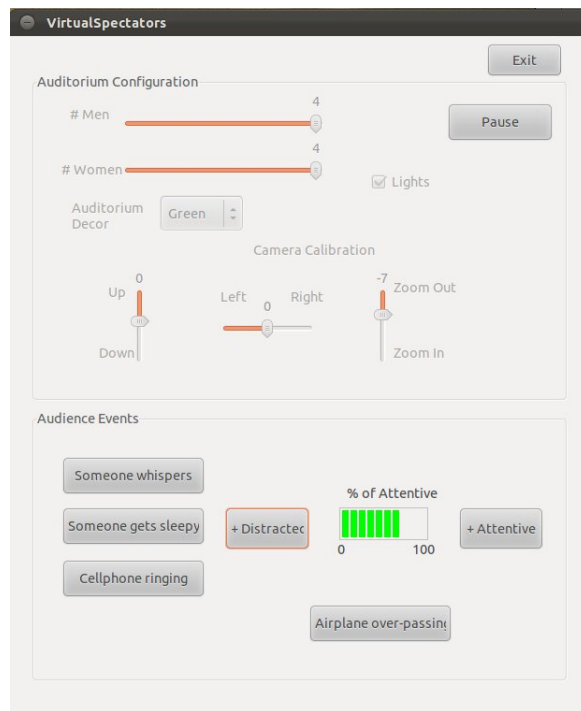 VirtualSpectators
Exit
Auditorium Configuration
4
# Men
Pause
4
# Women
Lights
Auditorium
Decor
Green
Camera Calibration
0
Up
Down
Left
0
Right
-7
Zoom Out
Zoom In
Audience Events
Someone whispers
% of Attentive
Someone gets sleepy
+ Distractec
+ Attentive
0 100
Cellphone ringing
Airplane over-passing